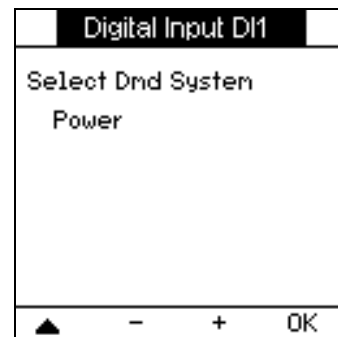 Digital Input DI1
Select Dmd System
Power
▲ - + OK